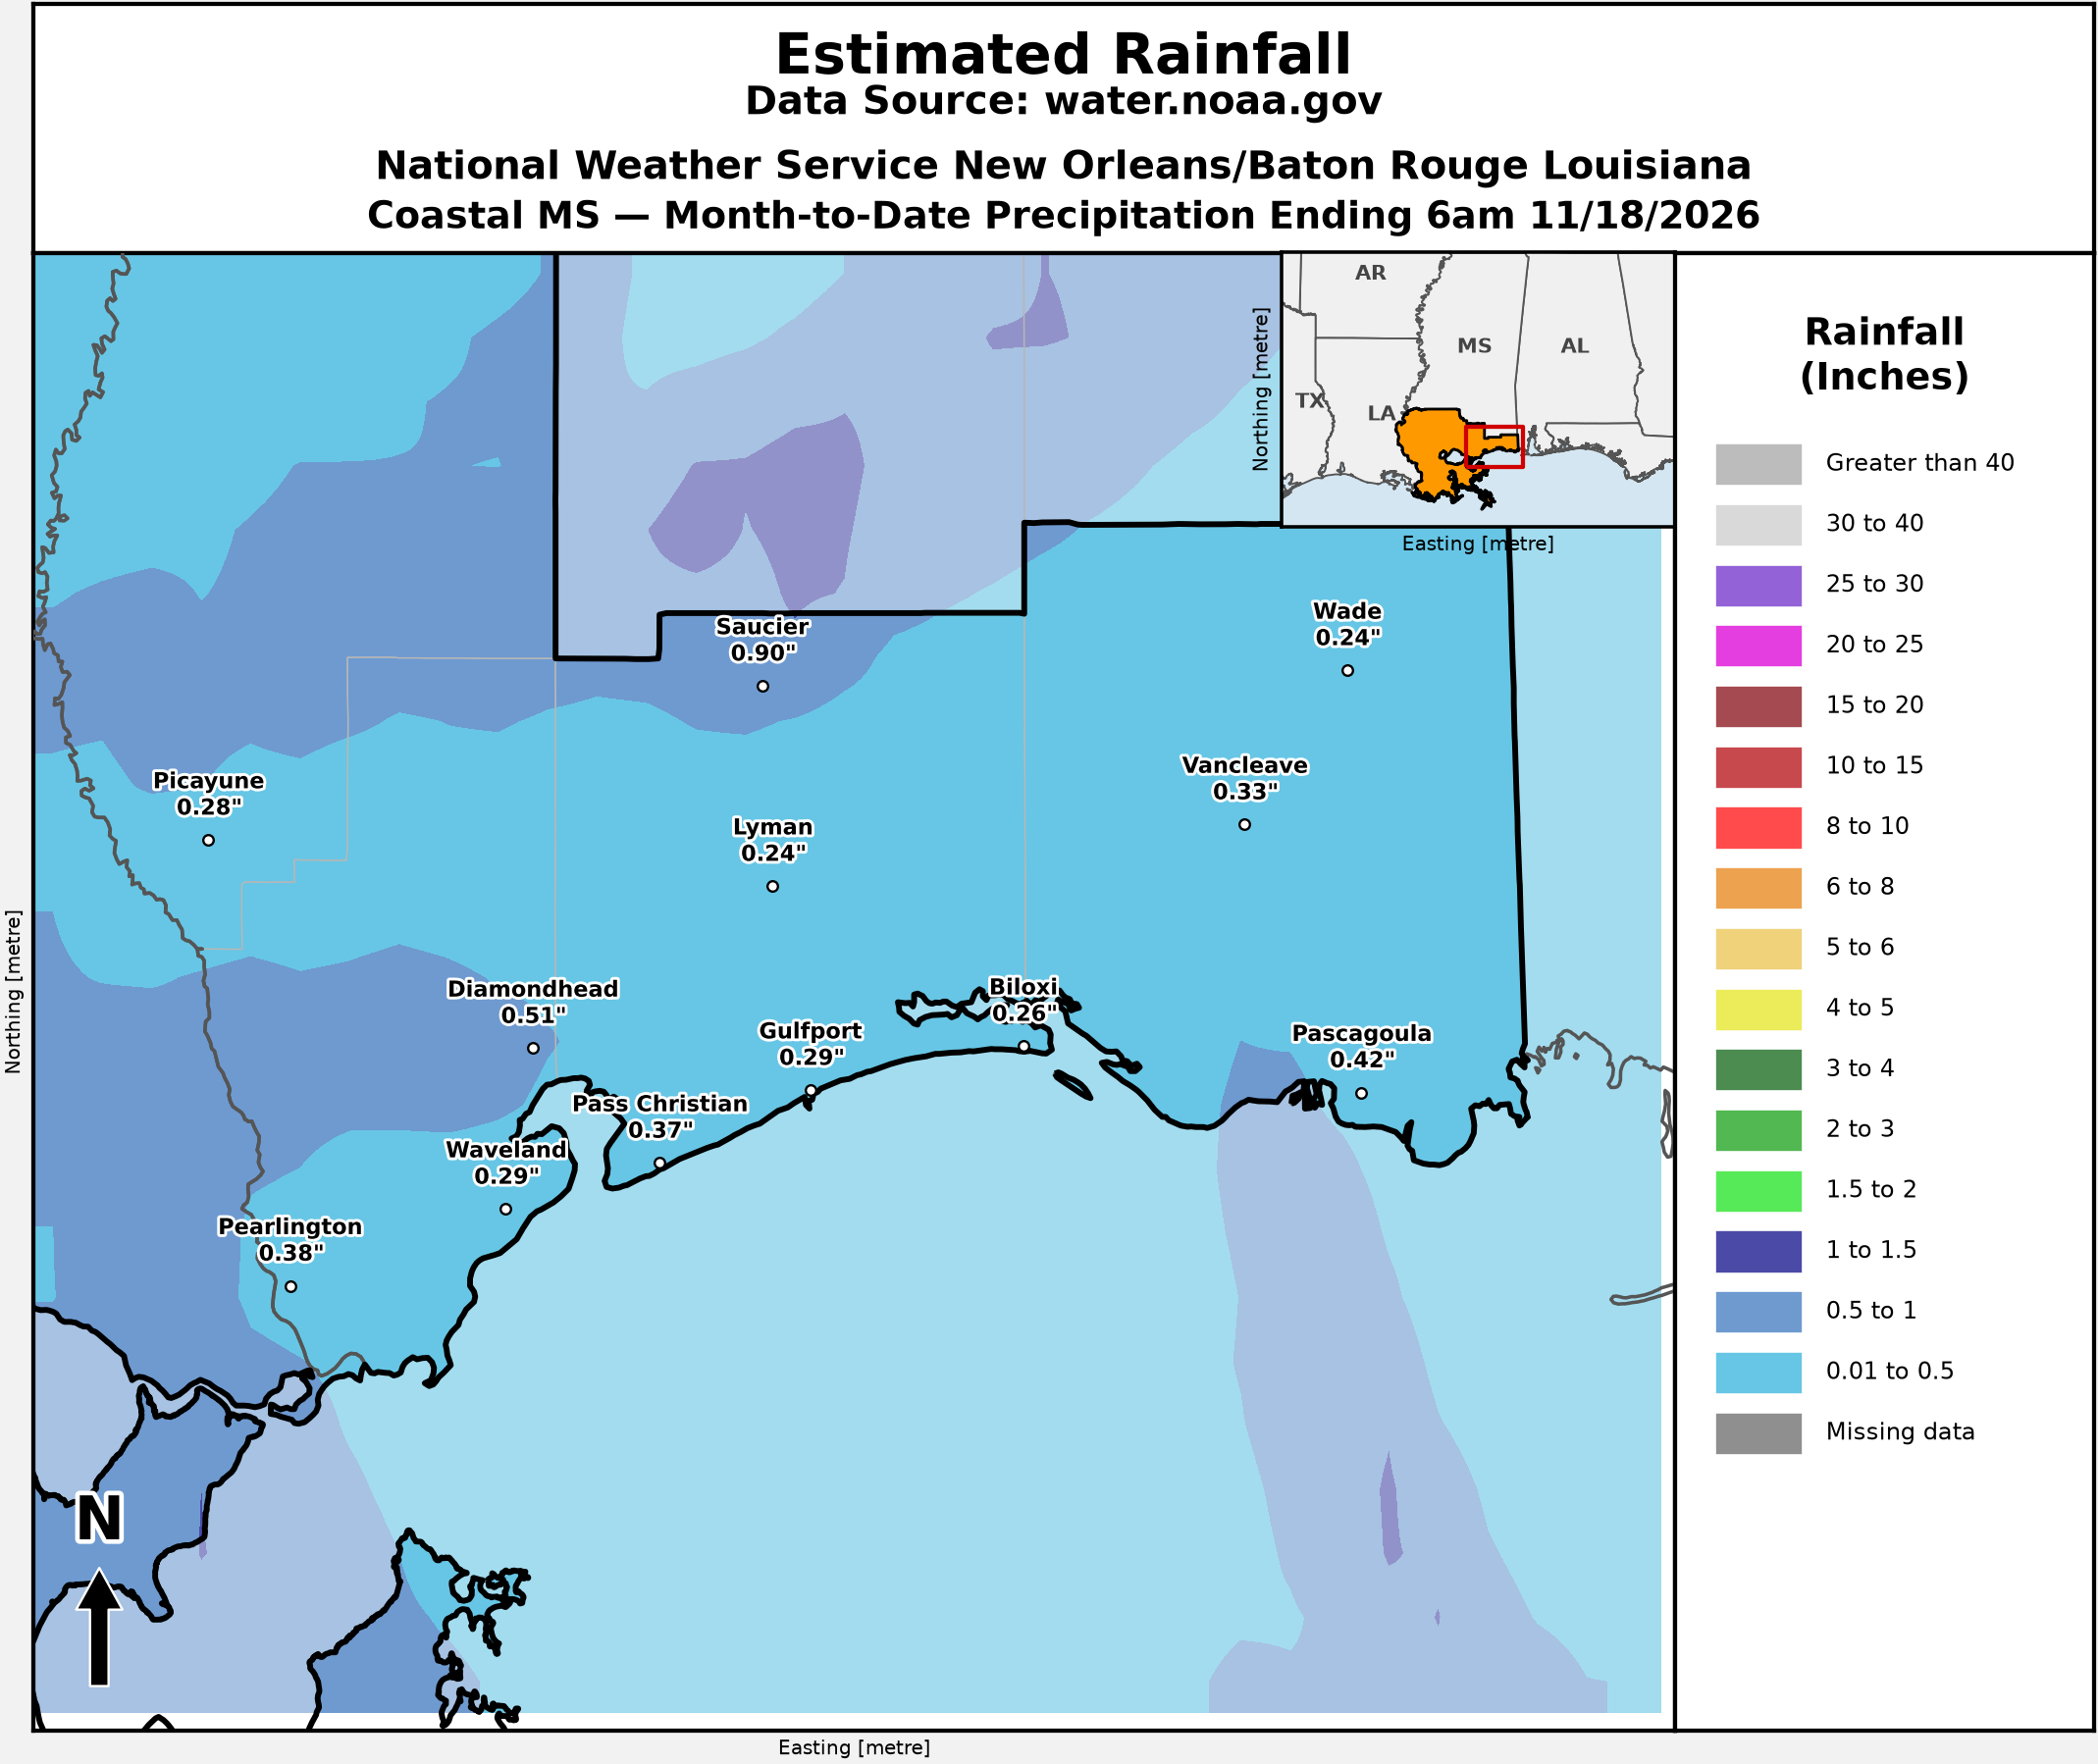 Estimated Rainfall
Data Source: water.noaa.gov
National Weather Service New Orleans/Baton Rouge Louisiana
Coastal MS — Month-to-Date Precipitation Ending 6am 11/18/2026
AR
MS
AL
TX
LA
Northing [metre]
Easting [metre]
Rainfall
(Inches)
Greater than 40
30 to 40
25 to 30
20 to 25
15 to 20
10 to 15
8 to 10
6 to 8
5 to 6
4 to 5
3 to 4
2 to 3
1.5 to 2
1 to 1.5
0.5 to 1
0.01 to 0.5
Missing data
Saucier
0.90"
Wade
0.24"
Picayune
0.28"
Vancleave
0.33"
Lyman
0.24"
Diamondhead
0.51"
Biloxi
0.26"
Gulfport
0.29"
Pascagoula
0.42"
Pass Christian
0.37"
Waveland
0.29"
Pearlington
0.38"
N
Northing [metre]
Easting [metre]